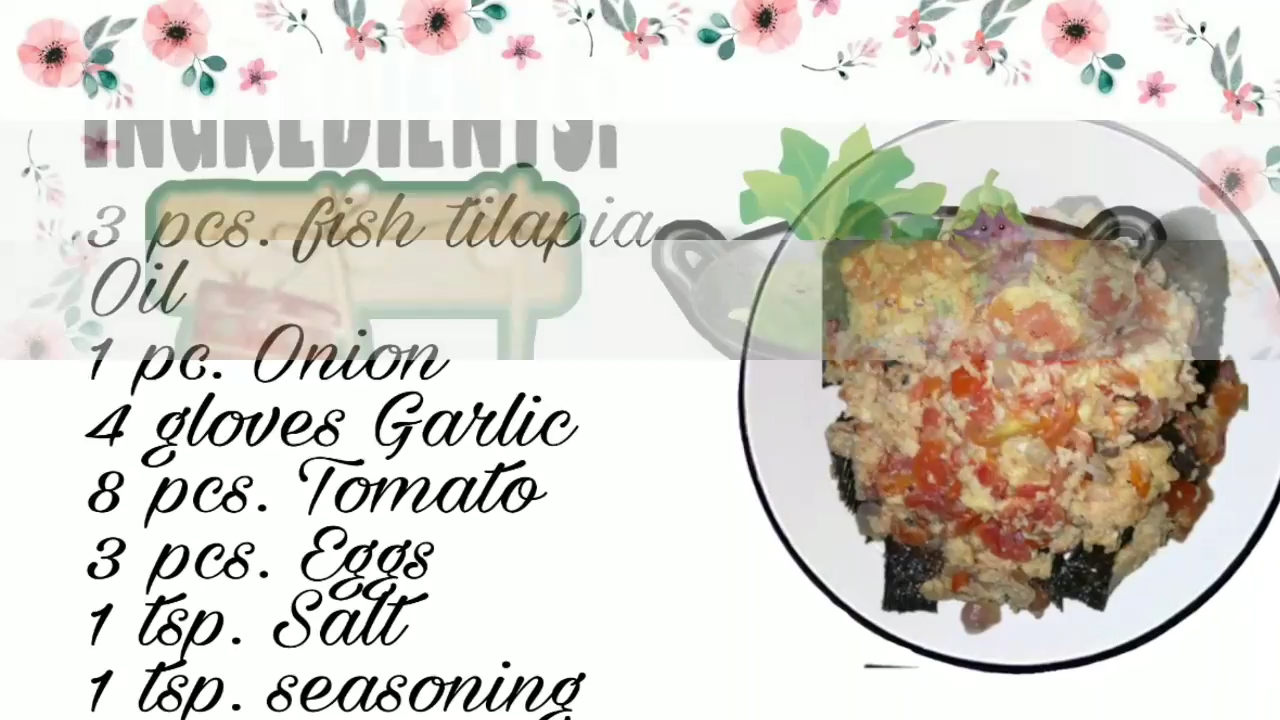 INGREDIENTS:
3 pcs. fish tilapia
Oil
1 pc. Onion
4 gloves Garlic
8 pcs. Tomato
3 pcs. Eggs
1 tsp. Salt
1 tsp. seasoning